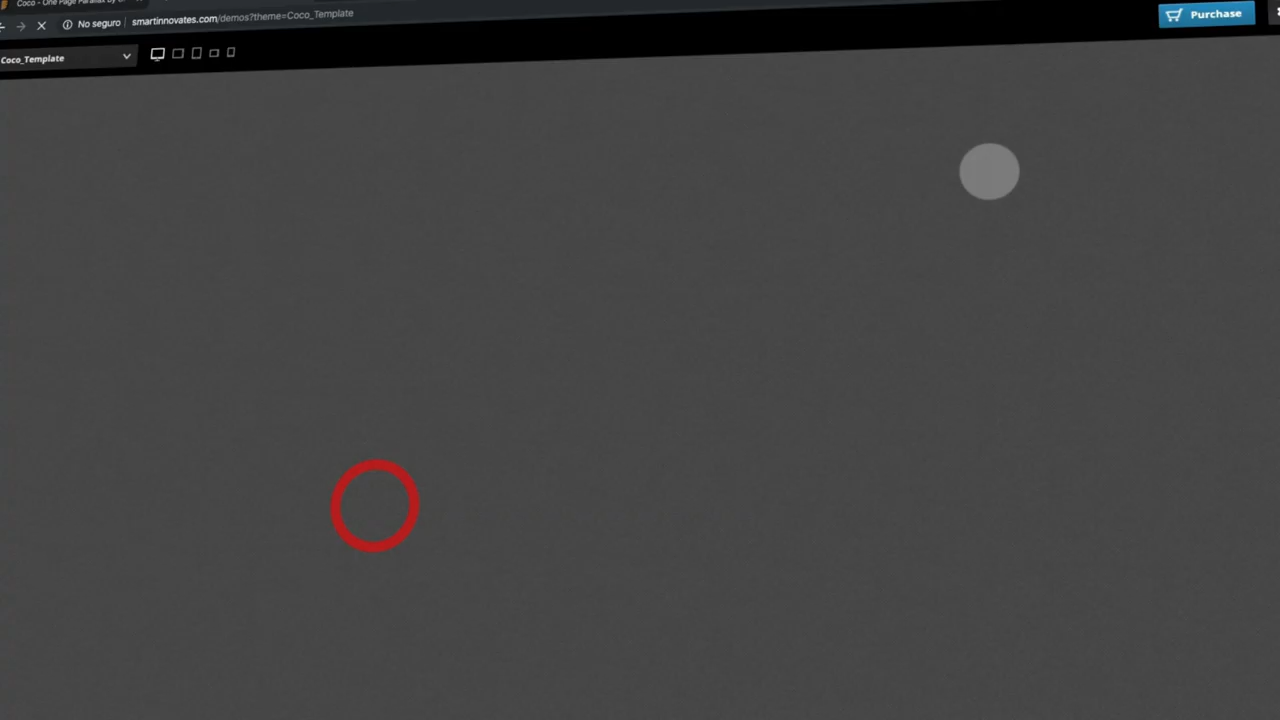 Coco - One Page Parallax by
No seguro
smartinnovates.com/demos?theme=Coco_Template
Purchase
Coco_Template